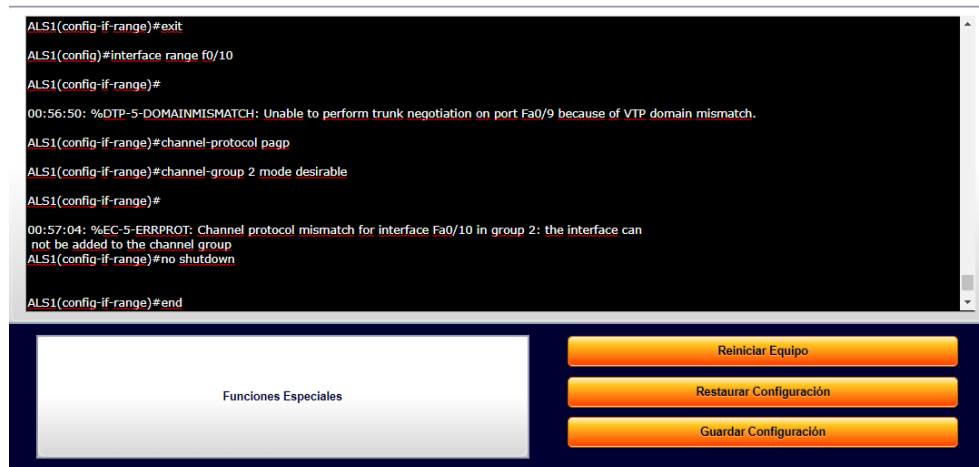 ALS1(config-if-range)#exit
ALS1(config)#interface range f0/10
ALS1(config-if-range)#
00:56:50: %DTP-5-DOMAINMISMATCH: Unable to perform trunk negotiation on port Fa0/9 because of VTP domain mismatch.
ALS1(config-if-range)#channel-protocol pagp
ALS1(config-if-range)#channel-group 2 mode desirable
ALS1(config-if-range)#
00:57:04: %EC-5-ERRPROT: Channel protocol mismatch for interface Fa0/10 in group 2: the interface can
not be added to the channel group
ALS1(config-if-range)#no shutdown
ALS1(config-if-range)#end
Funciones Especiales
Reiniciar Equipo
Restaurar Configuración
Guardar Configuración